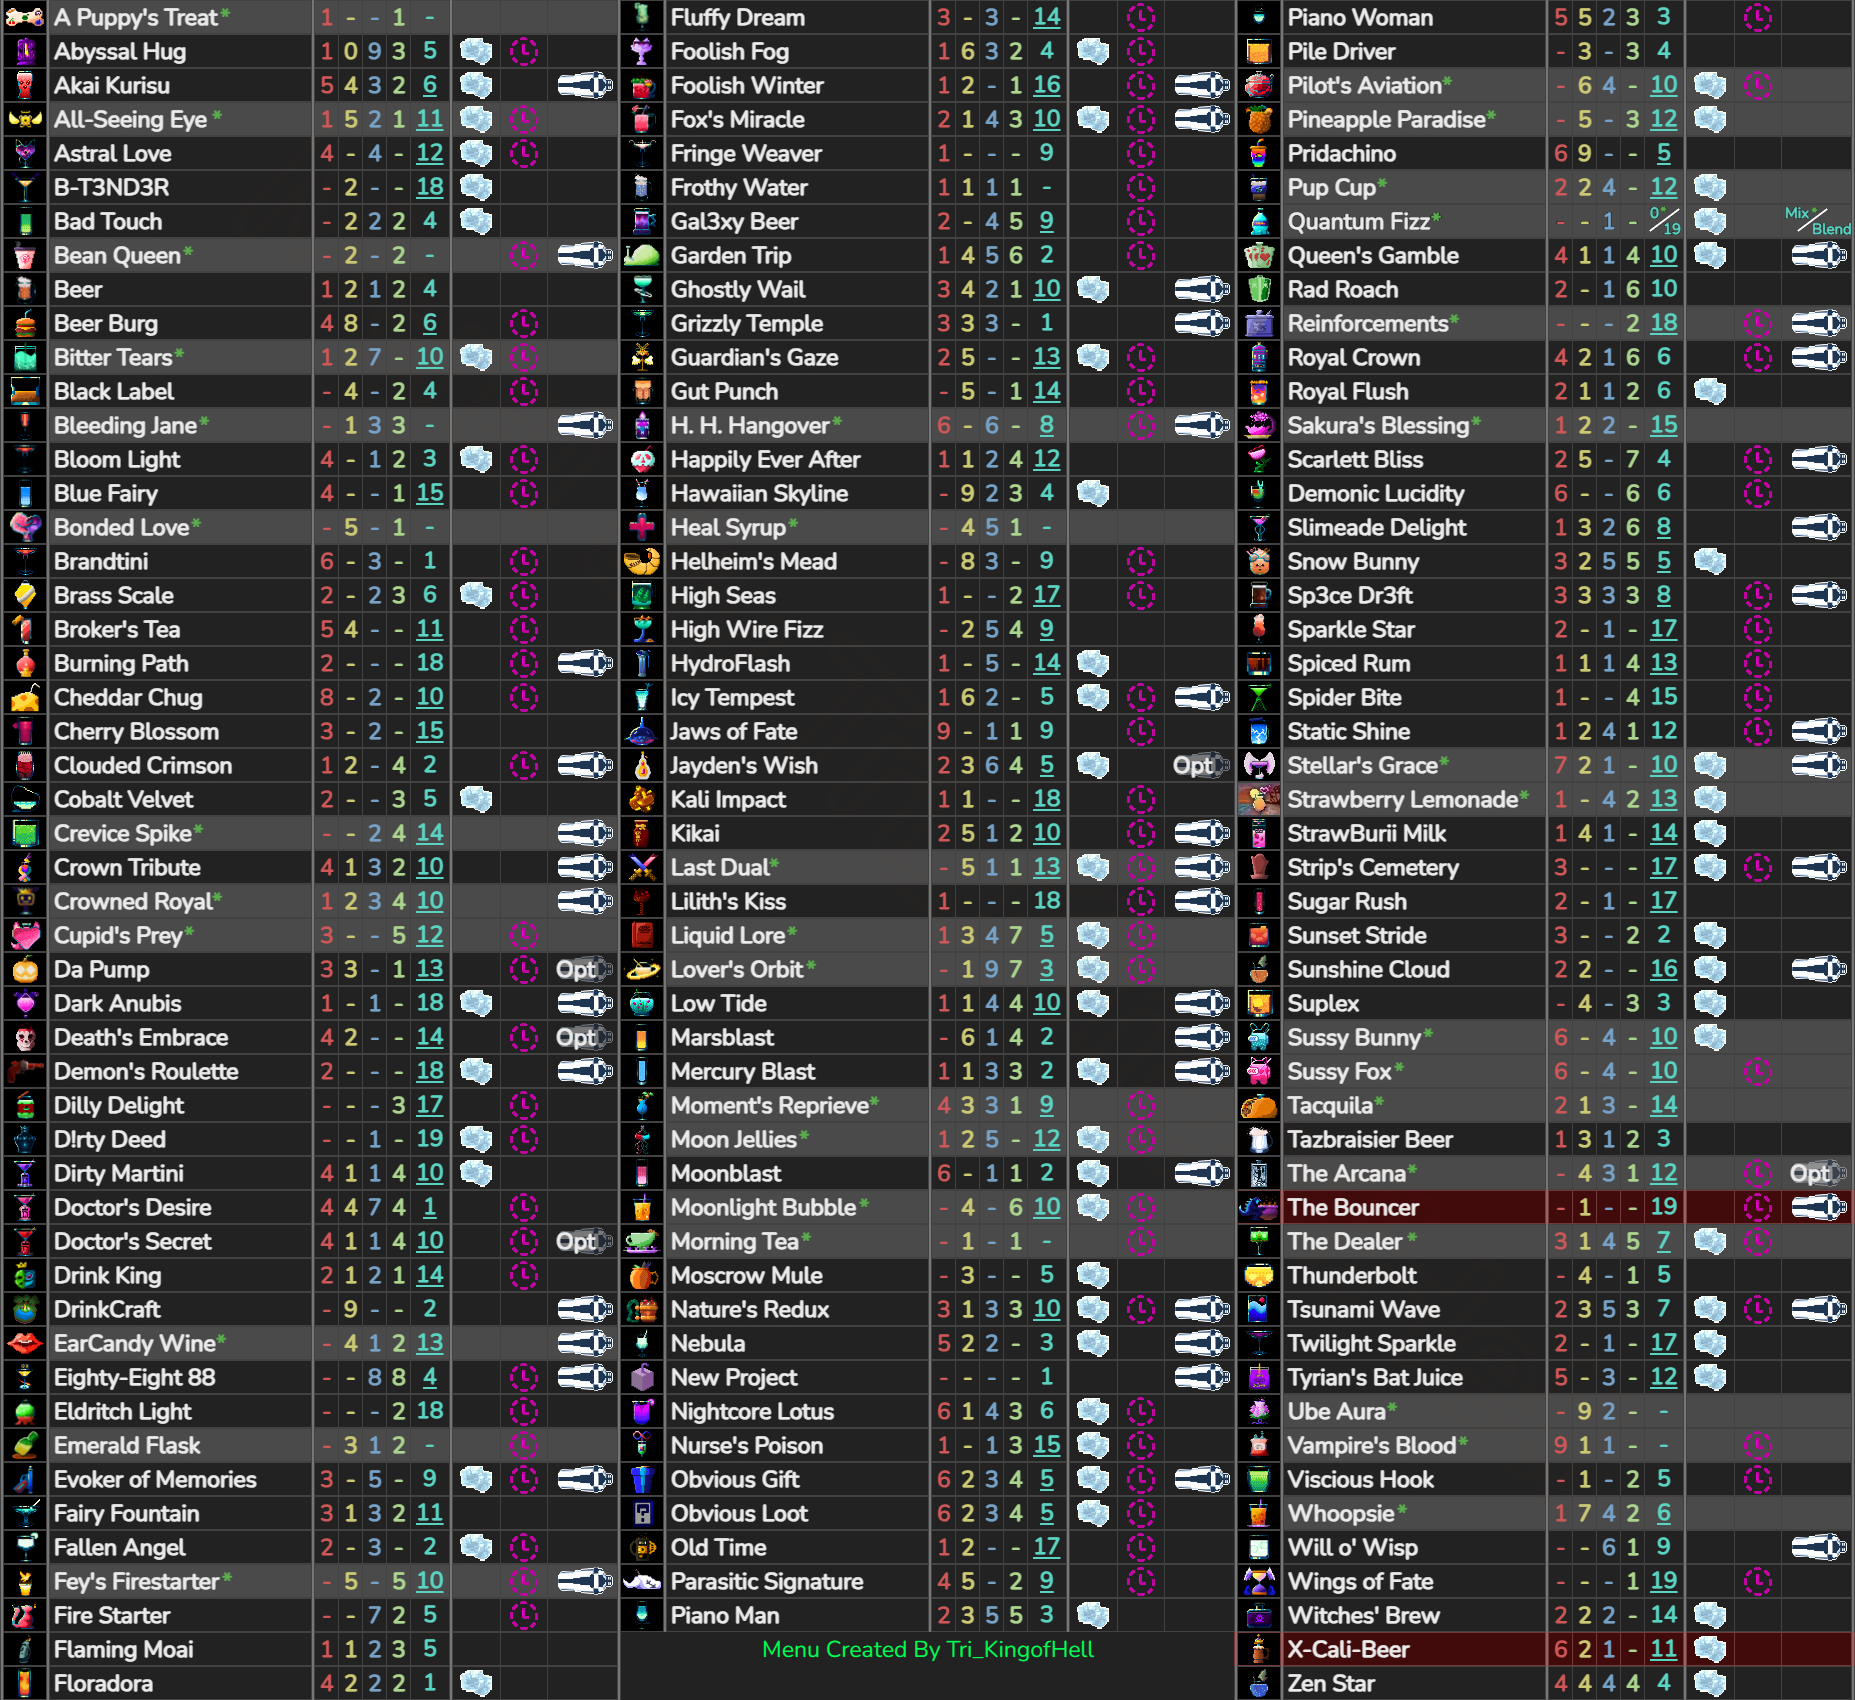 A Puppy's Treat* 1 - - 1 -
Abyssal Hug 1 0 9 3 5
Akai Kurisu 5 4 3 2 6
All-Seeing Eye * 1 5 2 1 11
Astral Love 4 - 4 - 12
B-T3ND3R - 2 - - 18
Bad Touch - 2 2 2 4
Bean Queen* - 2 - 2 -
Beer 1 2 1 2 4
Beer Burg 4 8 - 2 6
Bitter Tears* 1 2 7 - 10
Black Label - 4 - 2 4
Bleeding Jane* - 1 3 3 -
Bloom Light 4 - 1 2 3
Blue Fairy 4 - - 1 15
Bonded Love* - 5 - 1 -
Brandtini 6 - 3 - 1
Brass Scale 2 - 2 3 6
Broker's Tea 5 4 - - 11
Burning Path 2 - - - 18
Cheddar Chug 8 - 2 - 10
Cherry Blossom 3 - 2 - 15
Clouded Crimson 1 2 - 4 2
Cobalt Velvet 2 - - 3 5
Crevice Spike* - - 2 4 14
Crown Tribute 4 1 3 2 10
Crowned Royal* 1 2 3 4 10
Cupid's Prey* 3 - - 5 12
Da Pump 3 3 - 1 13 Opt
Dark Anubis 1 - 1 - 18
Death's Embrace 4 2 - - 14 Opt
Demon's Roulette 2 - - - 18
Dilly Delight - - - 3 17
D!rty Deed - - 1 - 19
Dirty Martini 4 1 1 4 10
Doctor's Desire 4 4 7 4 1
Doctor's Secret 4 1 1 4 10 Opt
Drink King 2 1 2 1 14
DrinkCraft - 9 - - 2
EarCandy Wine* - 4 1 2 13
Eighty-Eight 88 - - 8 8 4
Eldritch Light - - - 2 18
Emerald Flask - 3 1 2 -
Evoker of Memories 3 - 5 - 9
Fairy Fountain 3 1 3 2 11
Fallen Angel 2 - 3 - 2
Fey's Firestarter* - 5 - 5 10
Fire Starter - - 7 2 5
Flaming Moai 1 1 2 3 5
Floradora 4 2 2 2 1
Fluffy Dream 3 - 3 - 14
Foolish Fog 1 6 3 2 4
Foolish Winter 1 2 - 1 16
Fox's Miracle 2 1 4 3 10
Fringe Weaver 1 - - - 9
Frothy Water 1 1 1 1 -
Gal3xy Beer 2 - 4 5 9
Garden Trip 1 4 5 6 2
Ghostly Wail 3 4 2 1 10
Grizzly Temple 3 3 3 - 1
Guardian's Gaze 2 5 - - 13
Gut Punch - 5 - 1 14
H. H. Hangover* 6 - 6 - 8
Happily Ever After 1 1 2 4 12
Hawaiian Skyline - 9 2 3 4
Heal Syrup* - 4 5 1 -
Helheim's Mead - 8 3 - 9
High Seas 1 - - 2 17
High Wire Fizz - 2 5 4 9
HydroFlash 1 - 5 - 14
Icy Tempest 1 6 2 - 5
Jaws of Fate 9 - 1 1 9
Jayden's Wish 2 3 6 4 5 Opt
Kali Impact 1 1 - - 18
Kikai 2 5 1 2 10
Last Dual* - 5 1 1 13
Lilith's Kiss 1 - - - 18
Liquid Lore* 1 3 4 7 5
Lover's Orbit* - 1 9 7 3
Low Tide 1 1 4 4 10
Marsblast - 6 1 4 2
Mercury Blast 1 1 3 3 2
Moment's Reprieve* 4 3 3 1 9
Moon Jellies* 1 2 5 - 12
Moonblast 6 - 1 1 2
Moonlight Bubble* - 4 - 6 10
Morning Tea* - 1 - 1 -
Moscrow Mule - 3 - - 5
Nature's Redux 3 1 3 3 10
Nebula 5 2 2 - 3
New Project - - - - 1
Nightcore Lotus 6 1 4 3 6
Nurse's Poison 1 - 1 3 15
Obvious Gift 6 2 3 4 5
Obvious Loot 6 2 3 4 5
Old Time 1 2 - - 17
Parasitic Signature 4 5 - 2 9
Piano Man 2 3 5 5 3
Menu Created By Tri_KingofHell
Piano Woman 5 5 2 3 3
Pile Driver - 3 - 3 4
Pilot's Aviation* - 6 4 - 10
Pineapple Paradise* - 5 - 3 12
Pridachino 6 9 - - 5
Pup Cup* 2 2 4 - 12
Quantum Fizz* - - 1 - 0*/19 Mix*/Blend
Queen's Gamble 4 1 1 4 10
Rad Roach 2 - 1 6 10
Reinforcements* - - - 2 18
Royal Crown 4 2 1 6 6
Royal Flush 2 1 1 2 6
Sakura's Blessing* 1 2 2 - 15
Scarlett Bliss 2 5 - 7 4
Demonic Lucidity 6 - - 6 6
Slimeade Delight 1 3 2 6 8
Snow Bunny 3 2 5 5 5
Sp3ce Dr3ft 3 3 3 3 8
Sparkle Star 2 - 1 - 17
Spiced Rum 1 1 1 4 13
Spider Bite 1 - - 4 15
Static Shine 1 2 4 1 12
Stellar's Grace* 7 2 1 - 10
Strawberry Lemonade* 1 - 4 2 13
StrawBurii Milk 1 4 1 - 14
Strip's Cemetery 3 - - - 17
Sugar Rush 2 - 1 - 17
Sunset Stride 3 - - 2 2
Sunshine Cloud 2 2 - - 16
Suplex - 4 - 3 3
Sussy Bunny* 6 - 4 - 10
Sussy Fox* 6 - 4 - 10
Tacquila* 2 1 3 - 14
Tazbraisier Beer 1 3 1 2 3
The Arcana* - 4 3 1 12 Opt
The Bouncer - 1 - - 19
The Dealer* 3 1 4 5 7
Thunderbolt - 4 - 1 5
Tsunami Wave 2 3 5 3 7
Twilight Sparkle 2 - 1 - 17
Tyrian's Bat Juice 5 - 3 - 12
Ube Aura* - 9 2 - -
Vampire's Blood* 9 1 1 - -
Viscious Hook - 1 - 2 5
Whoopsie* 1 7 4 2 6
Will o' Wisp - - 6 1 9
Wings of Fate - - - 1 19
Witches' Brew 2 2 2 - 14
X-Cali-Beer 6 2 1 - 11
Zen Star 4 4 4 4 4